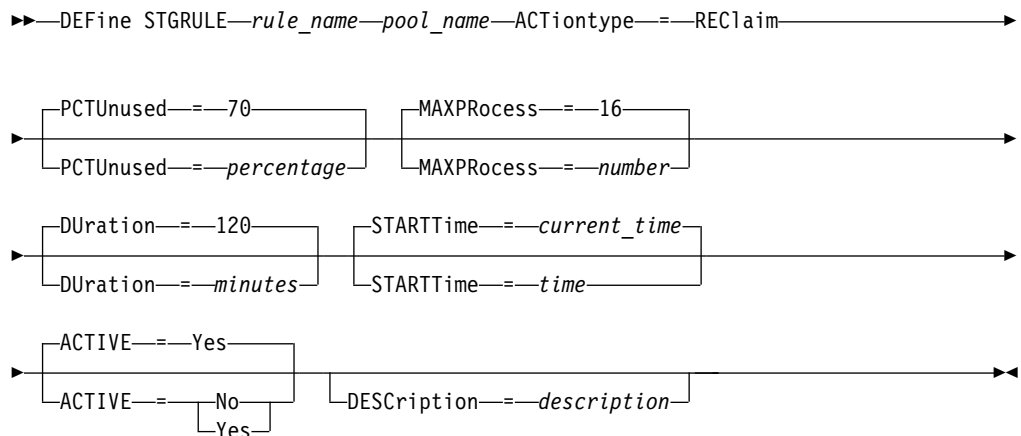 DEFine STGRULE rule_name pool_name ACTiontype = REClaim
PCTUnused = 70 MAXPRocess = 16
PCTUnused = percentage MAXPRocess = number
DUration = 120 STARTTime = current_time
DUration = minutes STARTTime = time
ACTIVE = Yes
ACTIVE = No DESCription = description
Yes